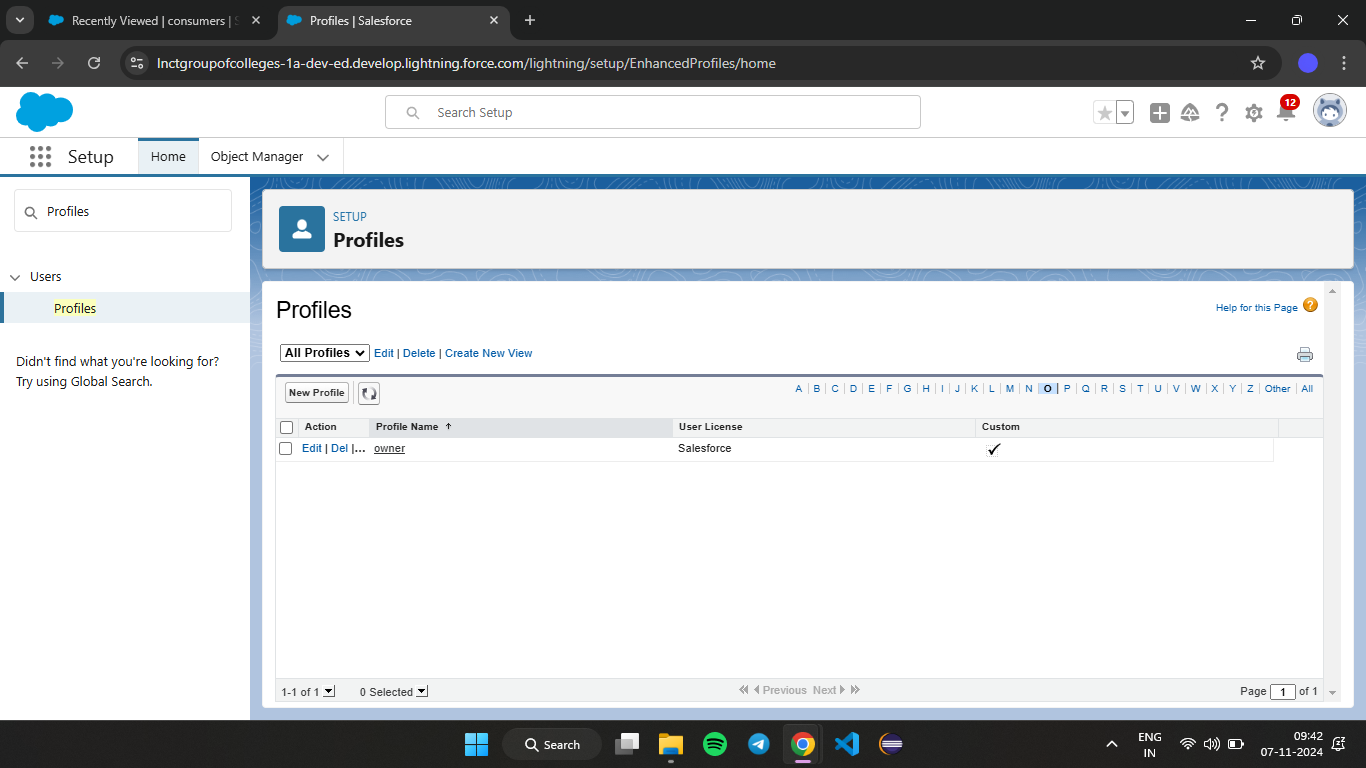 Recently Viewed | consumers | S
Profiles | Salesforce
lnctgroupofcolleges-1a-dev-ed.develop.lightning.force.com/lightning/setup/EnhancedProfiles/home
Search Setup
12
Setup
Home
Object Manager
Profiles
Users
Profiles
Didn't find what you're looking for?
Try using Global Search.
SETUP
Profiles
Profiles
Help for this Page ?
All Profiles Edit | Delete | Create New View
New Profile
A | B | C | D | E | F | G | H | I | J | K | L | M | N | O | P | Q | R | S | T | U | V | W | X | Y | Z | Other | All
Action Profile Name User License Custom
Edit | Del |... owner Salesforce
1-1 of 1 0 Selected Previous Next Page 1 of 1
Search
ENG
IN
09:42
07-11-2024